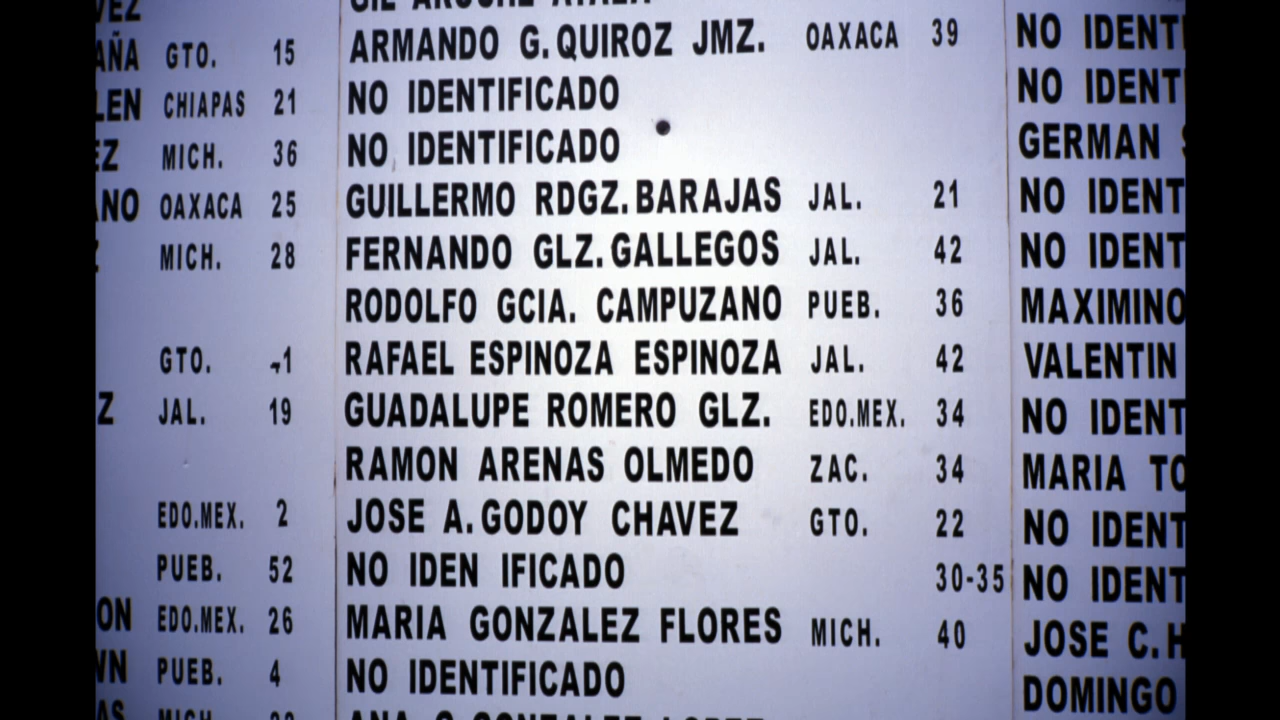 GTO. 15
CHIAPAS 21
MICH. 36
OAXACA 25
MICH. 28
GTO. 1
JAL. 19
EDO.MEX. 2
PUEB. 52
EDO.MEX. 26
PUEB. 4
MICH.
ARMANDO G. QUIROZ JMZ. OAXACA 39
NO IDENTIFICADO
NO IDENTIFICADO
GUILLERMO RDGZ. BARAJAS JAL. 21
FERNANDO GLZ. GALLEGOS JAL. 42
RODOLFO GCIA. CAMPUZANO PUEB. 36
RAFAEL ESPINOZA ESPINOZA JAL. 42
GUADALUPE ROMERO GLZ. EDO.MEX. 34
RAMON ARENAS OLMEDO ZAC. 34
JOSE A. GODOY CHAVEZ GTO. 22
NO IDEN IFICADO 30-35
MARIA GONZALEZ FLORES MICH. 40
NO IDENTIFICADO
NO IDENT
NO IDENT
GERMAN
NO IDENT
NO IDENT
MAXIMINO
VALENTIN
NO IDENT
MARIA TO
NO IDENT
NO IDENT
JOSE C. H
DOMINGO